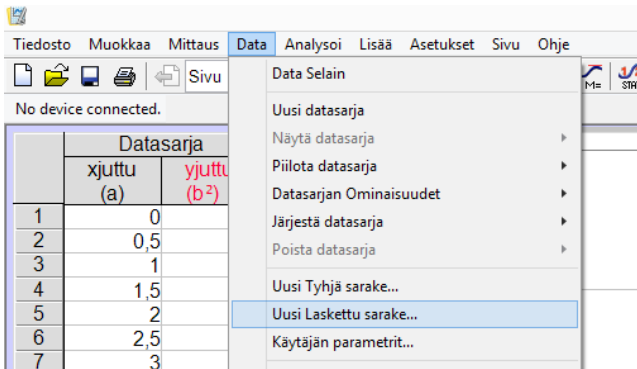 Tiedosto Muokkaa Mittaus Data Analysoi Lisää Asetukset Sivu Ohje
Sivu
M= STAT
No device connected.
Datasarja
xjuttu yjuttu
(a) (b²)
1 0
2 0,5
3 1
4 1,5
5 2
6 2,5
7 3
Data Selain
Uusi datasarja
Näytä datasarja
Piilota datasarja
Datasarjan Ominaisuudet
Järjestä datasarja
Poista datasarja
Uusi Tyhjä sarake...
Uusi Laskettu sarake...
Käytäjän parametrit...